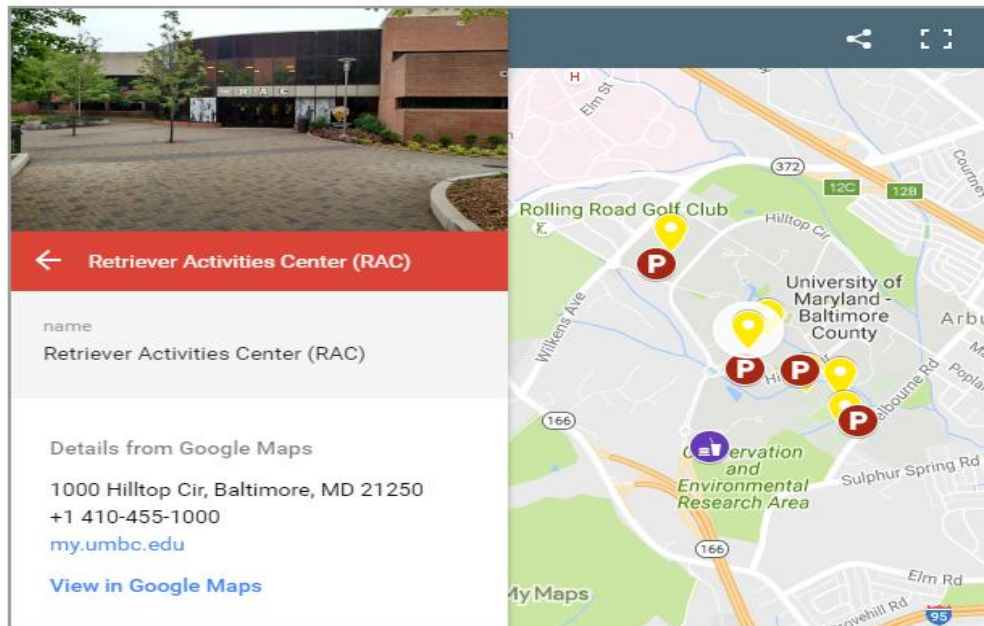 RAC
Retriever Activities Center (RAC)
name
Retriever Activities Center (RAC)
Details from Google Maps
1000 Hilltop Cir, Baltimore, MD 21250
+1 410-455-1000
my.umbc.edu
View in Google Maps
H
Elm St
372
12C
12B
Courtney
Rolling Road Golf Club
Hilltop Cir
P
University of
Maryland -
Baltimore
County
Arbu
Wilkens Ave
P
P
Poplar
P
166
Sulphur Spring Rd
and
Environmental
Research Area
166
My Maps
Elm Rd
95